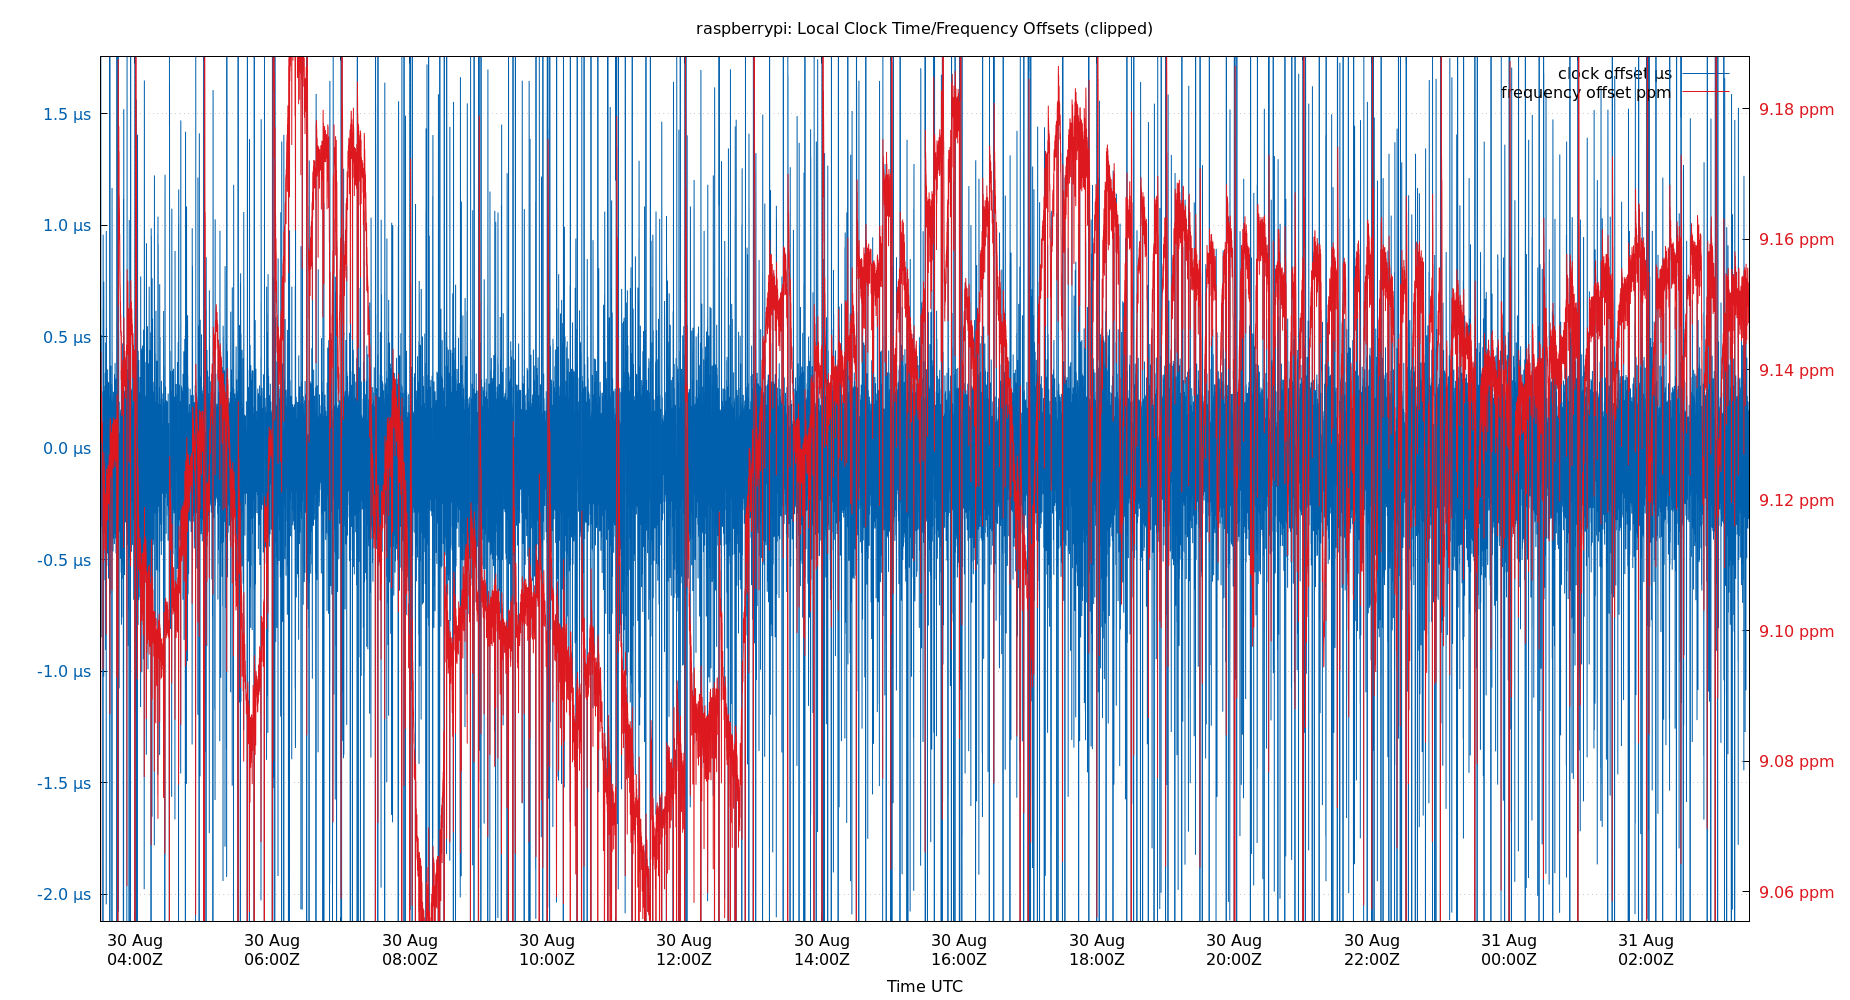 raspberrypi: Local Clock Time/Frequency Offsets (clipped)
clock offset µs
frequency offset ppm
1.5 µs
1.0 µs
0.5 µs
0.0 µs
-0.5 µs
-1.0 µs
-1.5 µs
-2.0 µs
9.18 ppm
9.16 ppm
9.14 ppm
9.12 ppm
9.10 ppm
9.08 ppm
9.06 ppm
30 Aug 30 Aug 30 Aug 30 Aug 30 Aug 30 Aug 30 Aug 30 Aug 30 Aug 30 Aug 31 Aug 31 Aug
04:00Z 06:00Z 08:00Z 10:00Z 12:00Z 14:00Z 16:00Z 18:00Z 20:00Z 22:00Z 00:00Z 02:00Z
Time UTC